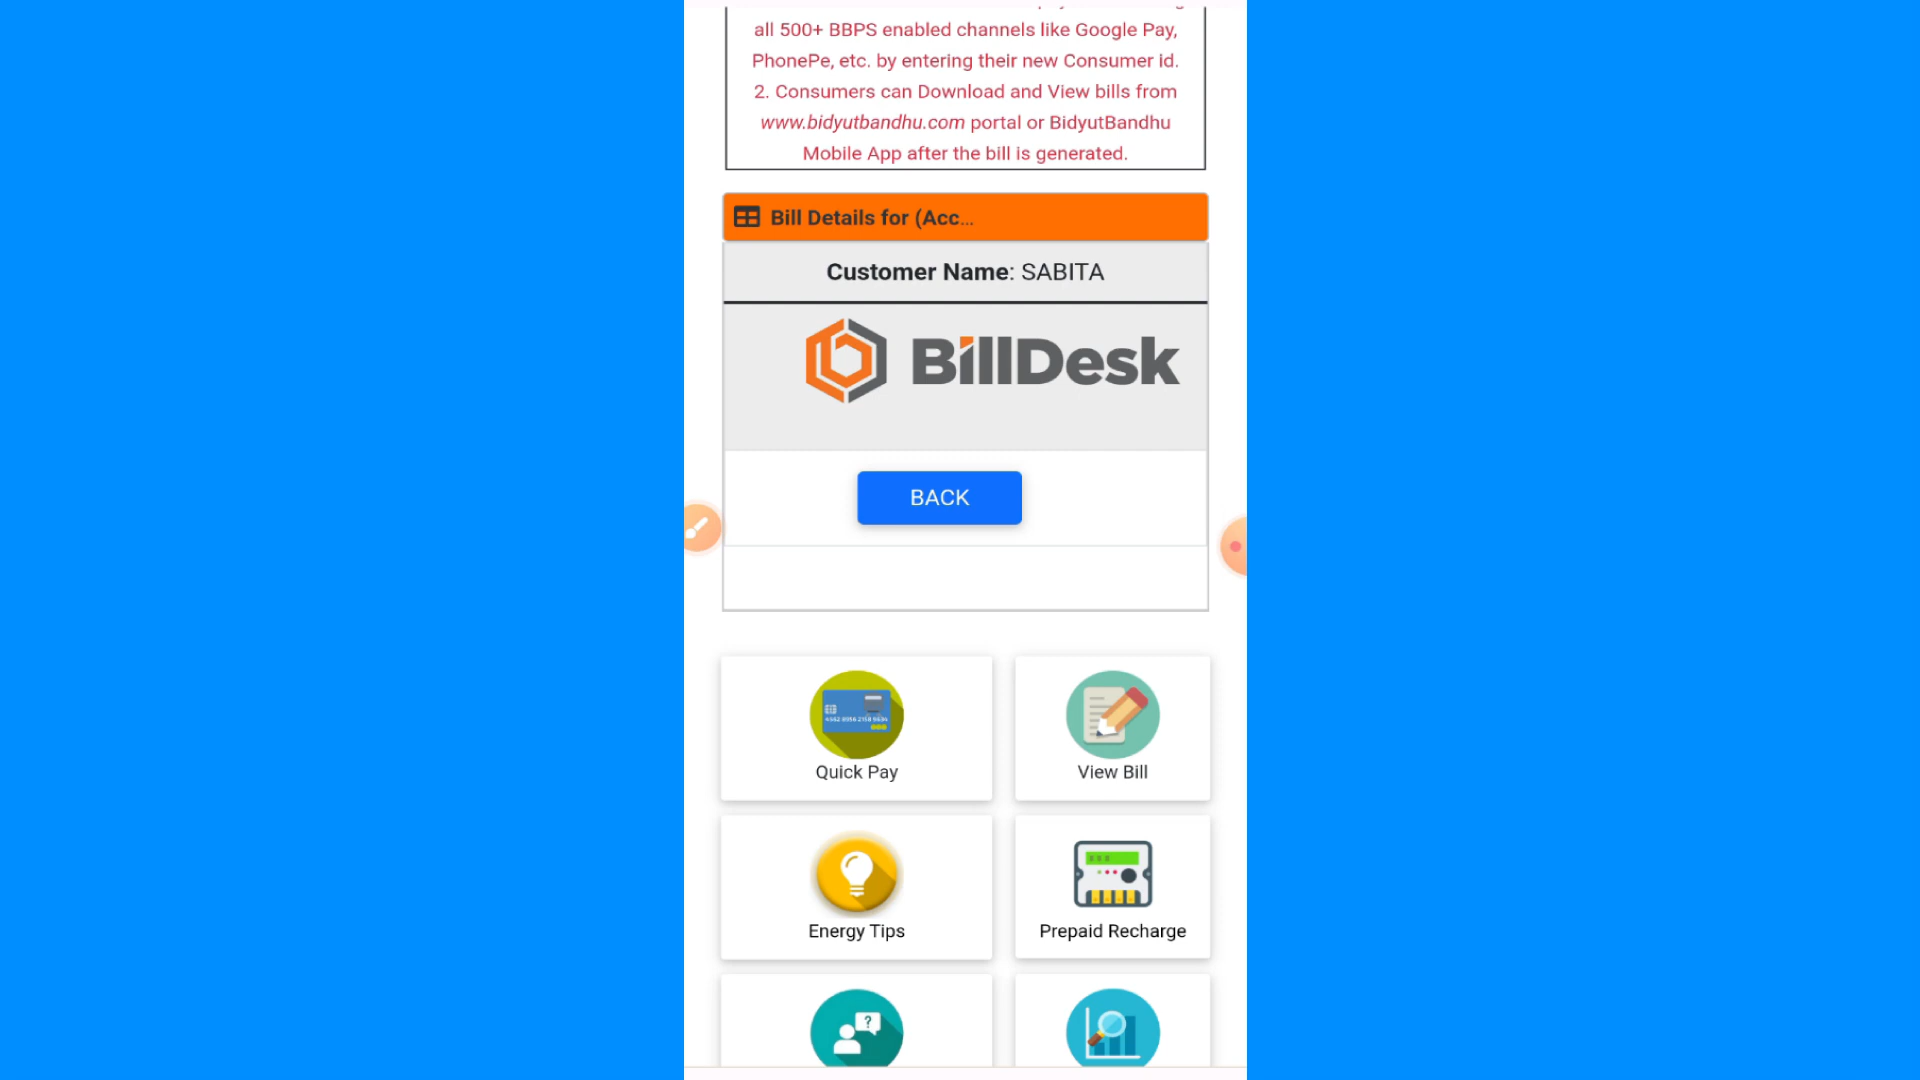 all 500+ BBPS enabled channels like Google Pay,
PhonePe, etc. by entering their new Consumer id.
2. Consumers can Download and View bills from
www.bidyutbandhu.com portal or BidyutBandhu
Mobile App after the bill is generated.
Bill Details for (Acc...
Customer Name: SABITA
BillDesk
BACK
Quick Pay
View Bill
Energy Tips
Prepaid Recharge
?